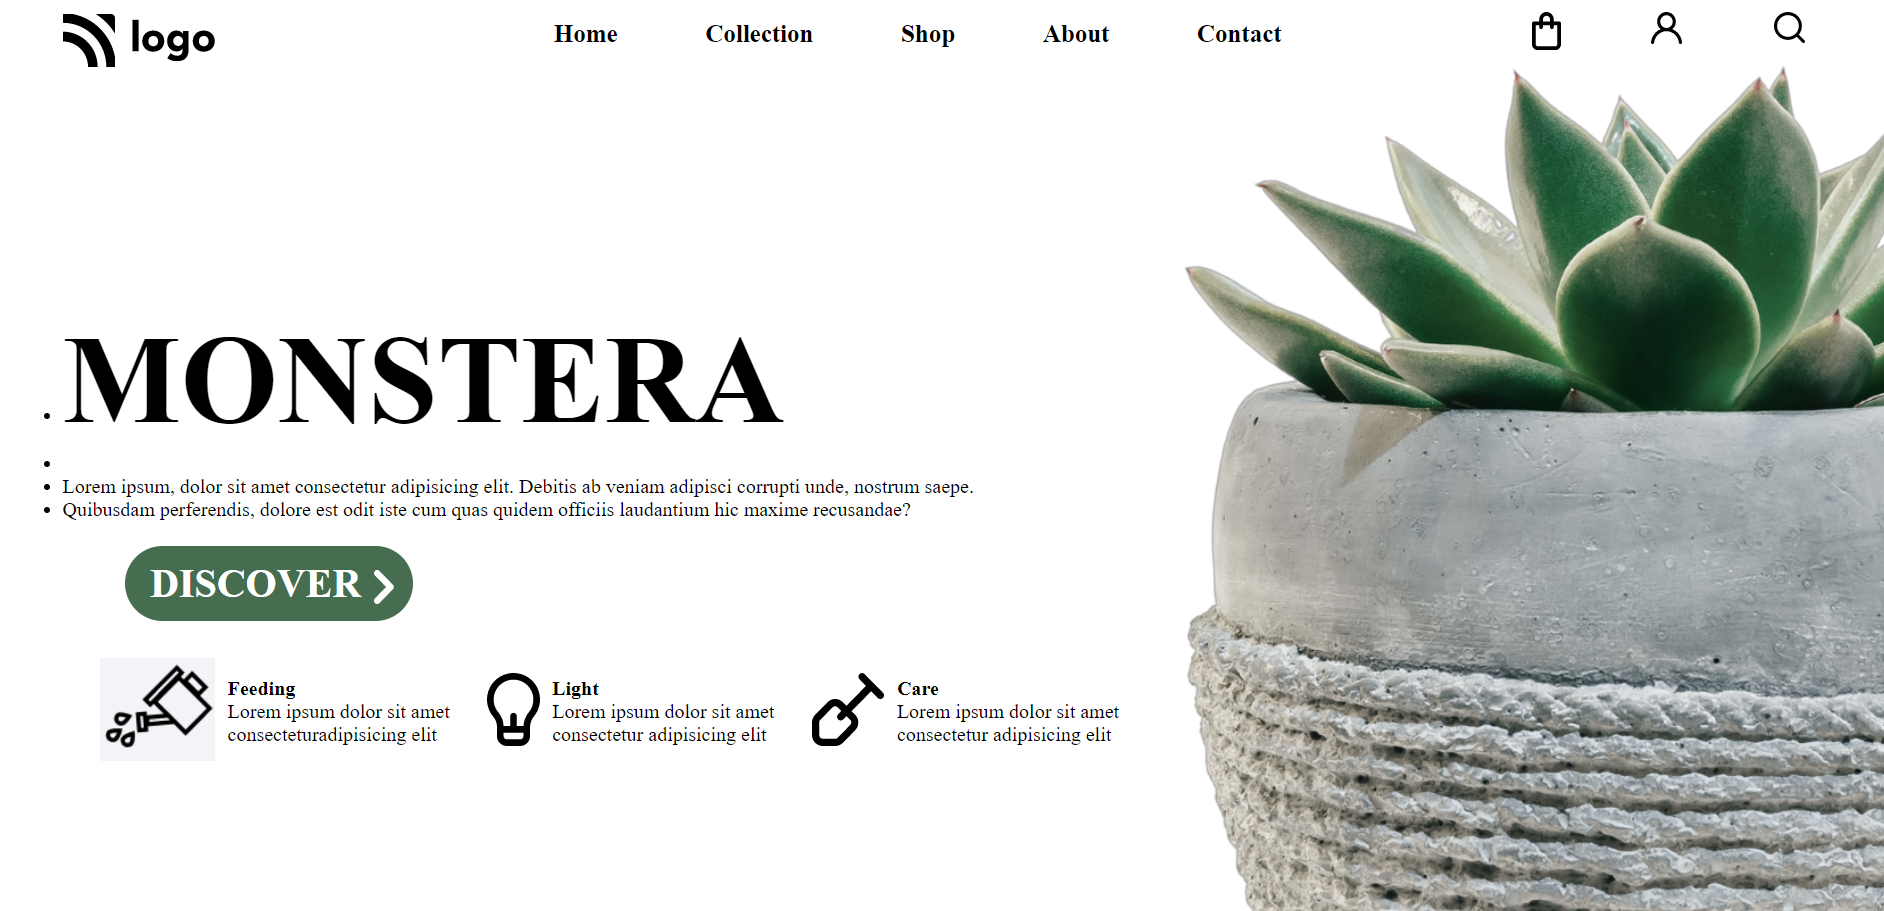 logo
Home Collection Shop About Contact
MONSTERA
Lorem ipsum, dolor sit amet consectetur adipisicing elit. Debitis ab veniam adipisci corrupti unde, nostrum saepe.
Quibusdam perferendis, dolore est odit iste cum quas quidem officiis laudantium hic maxime recusandae?
DISCOVER
Feeding
Lorem ipsum dolor sit amet
consecteturadipisicing elit
Light
Lorem ipsum dolor sit amet
consectetur adipisicing elit
Care
Lorem ipsum dolor sit amet
consectetur adipisicing elit